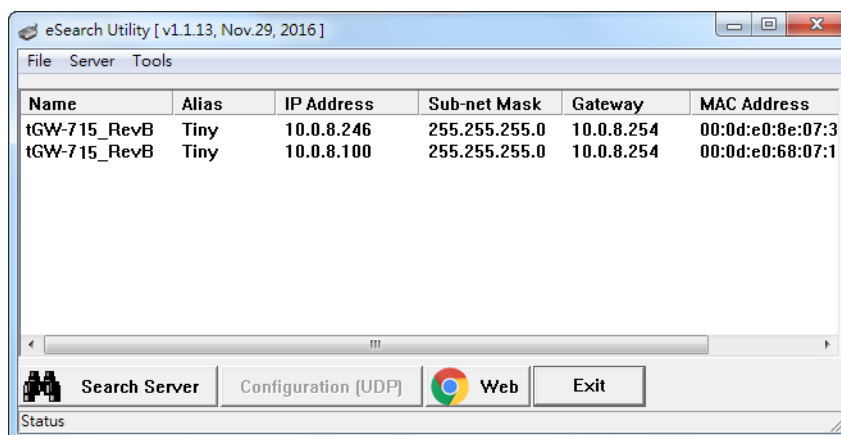 eSearch Utility [ v1.1.13, Nov.29, 2016 ]
File Server Tools
Name Alias IP Address Sub-net Mask Gateway MAC Address
tGW-715_RevB Tiny 10.0.8.246 255.255.255.0 10.0.8.254 00:0d:e0:8e:07:3
tGW-715_RevB Tiny 10.0.8.100 255.255.255.0 10.0.8.254 00:0d:e0:68:07:1
Search Server Configuration (UDP) Web Exit
Status